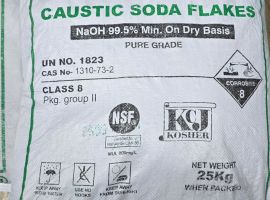 CAUSTIC SODA FLAKES
NaOH 99.5% Min. On Dry Basis
PURE GRADE
UN NO. 1823
CAS No- 1310-73-2
CLASS 8
Pkg. group II
CORROSIVE
8
NSF
KCJ
KOSHER
NET WEIGHT
25Kg
WHEN PACKED
KEEP AWAY
USE NO
HOOKS
KEEP AWAY